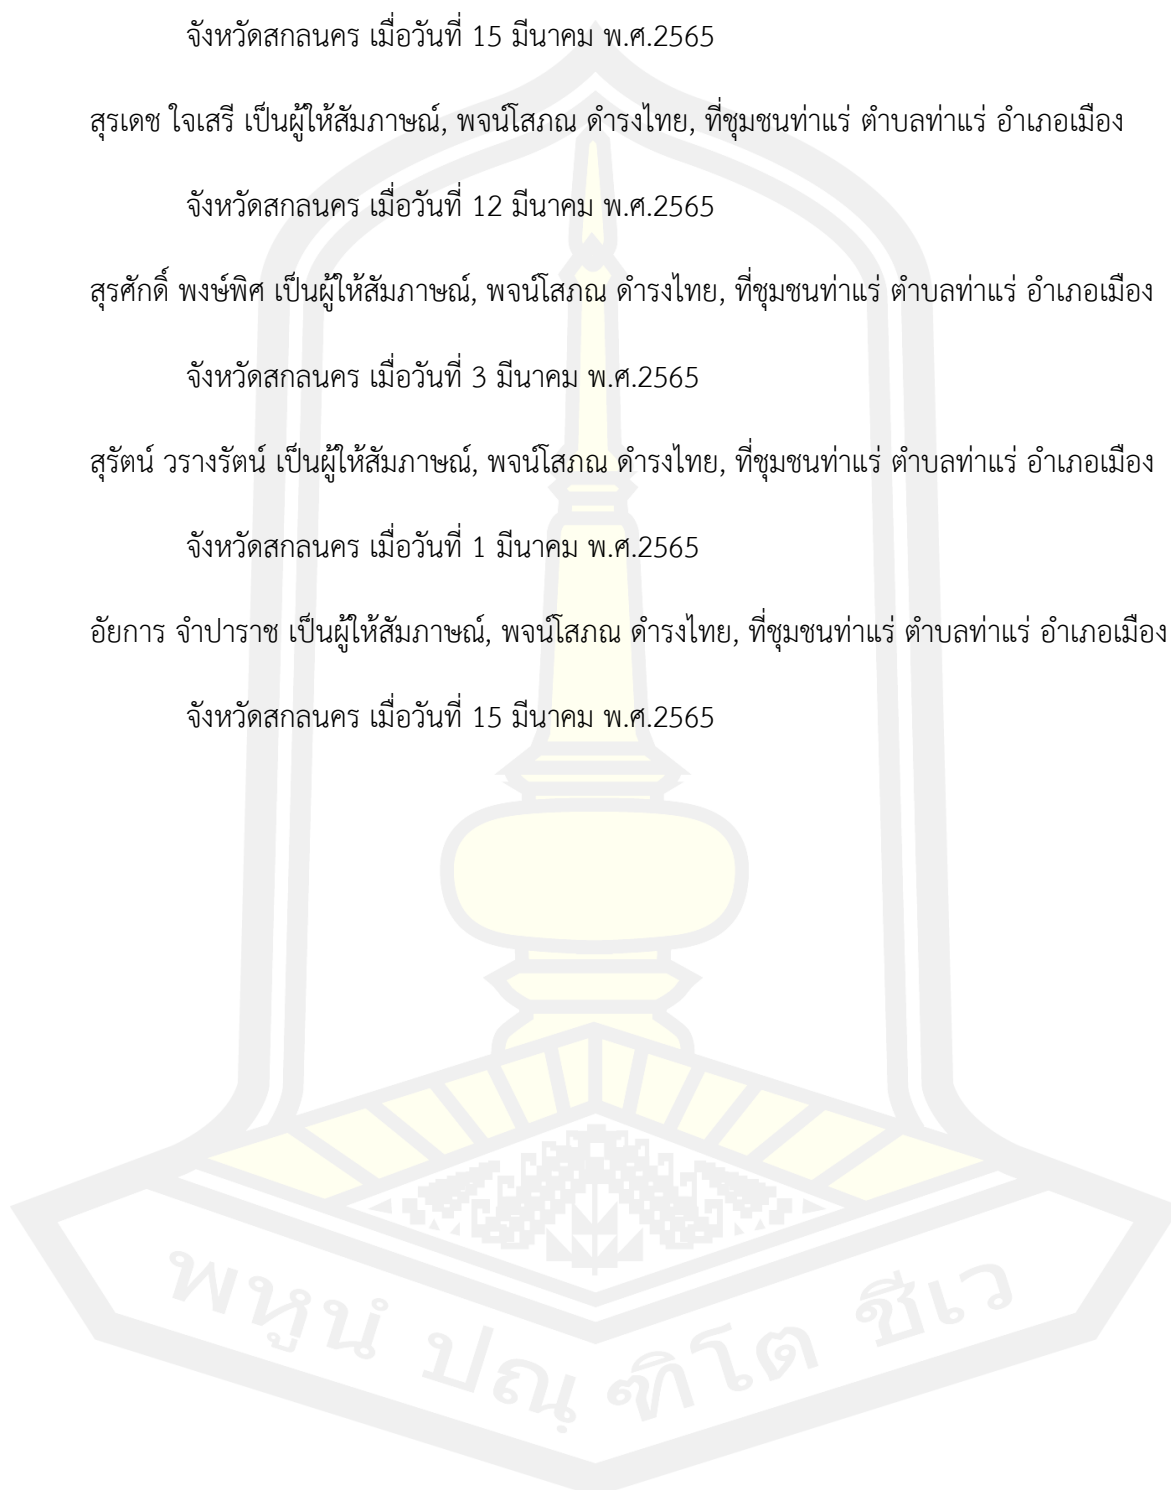 จังหวัดสกลนคร เมื่อวันที่ 15 มีนาคม พ.ศ.2565
สุรเดช ใจเสรี เป็นผู้ให้สัมภาษณ์, พจน์โสภณ ดำรงไทย, ที่ชุมชนท่าแร่ ตำบลท่าแร่ อำเภอเมือง
จังหวัดสกลนคร เมื่อวันที่ 12 มีนาคม พ.ศ.2565
สุรศักดิ์ พงษ์พิศ เป็นผู้ให้สัมภาษณ์, พจน์โสภณ ดำรงไทย, ที่ชุมชนท่าแร่ ตำบลท่าแร่ อำเภอเมือง
จังหวัดสกลนคร เมื่อวันที่ 3 มีนาคม พ.ศ.2565
สุรัตน์ วรางรัตน์ เป็นผู้ให้สัมภาษณ์, พจน์โสภณ ดำรงไทย, ที่ชุมชนท่าแร่ ตำบลท่าแร่ อำเภอเมือง
จังหวัดสกลนคร เมื่อวันที่ 1 มีนาคม พ.ศ.2565
อัยการ จำปาราช เป็นผู้ให้สัมภาษณ์, พจน์โสภณ ดำรงไทย, ที่ชุมชนท่าแร่ ตำบลท่าแร่ อำเภอเมือง
จังหวัดสกลนคร เมื่อวันที่ 15 มีนาคม พ.ศ.2565
พหูนํ ปณฺฑิโต ชีเว